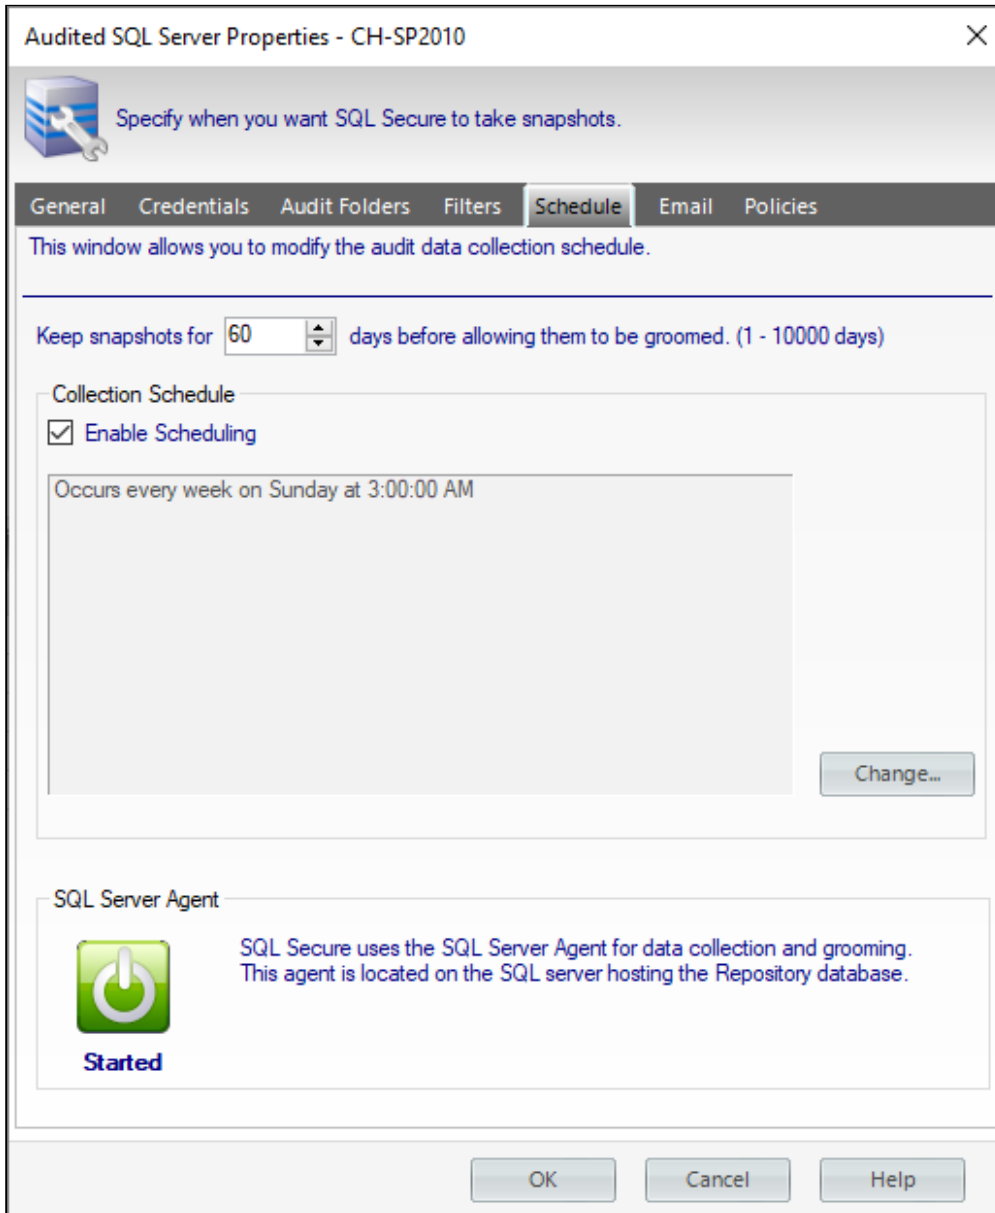 Audited SQL Server Properties - CH-SP2010
Specify when you want SQL Secure to take snapshots.
General Credentials Audit Folders Filters Schedule Email Policies
This window allows you to modify the audit data collection schedule.
Keep snapshots for 60 days before allowing them to be groomed. (1 - 10000 days)
Collection Schedule
Enable Scheduling
Occurs every week on Sunday at 3:00:00 AM
Change...
SQL Server Agent
SQL Secure uses the SQL Server Agent for data collection and grooming.
This agent is located on the SQL server hosting the Repository database.
Started
OK Cancel Help